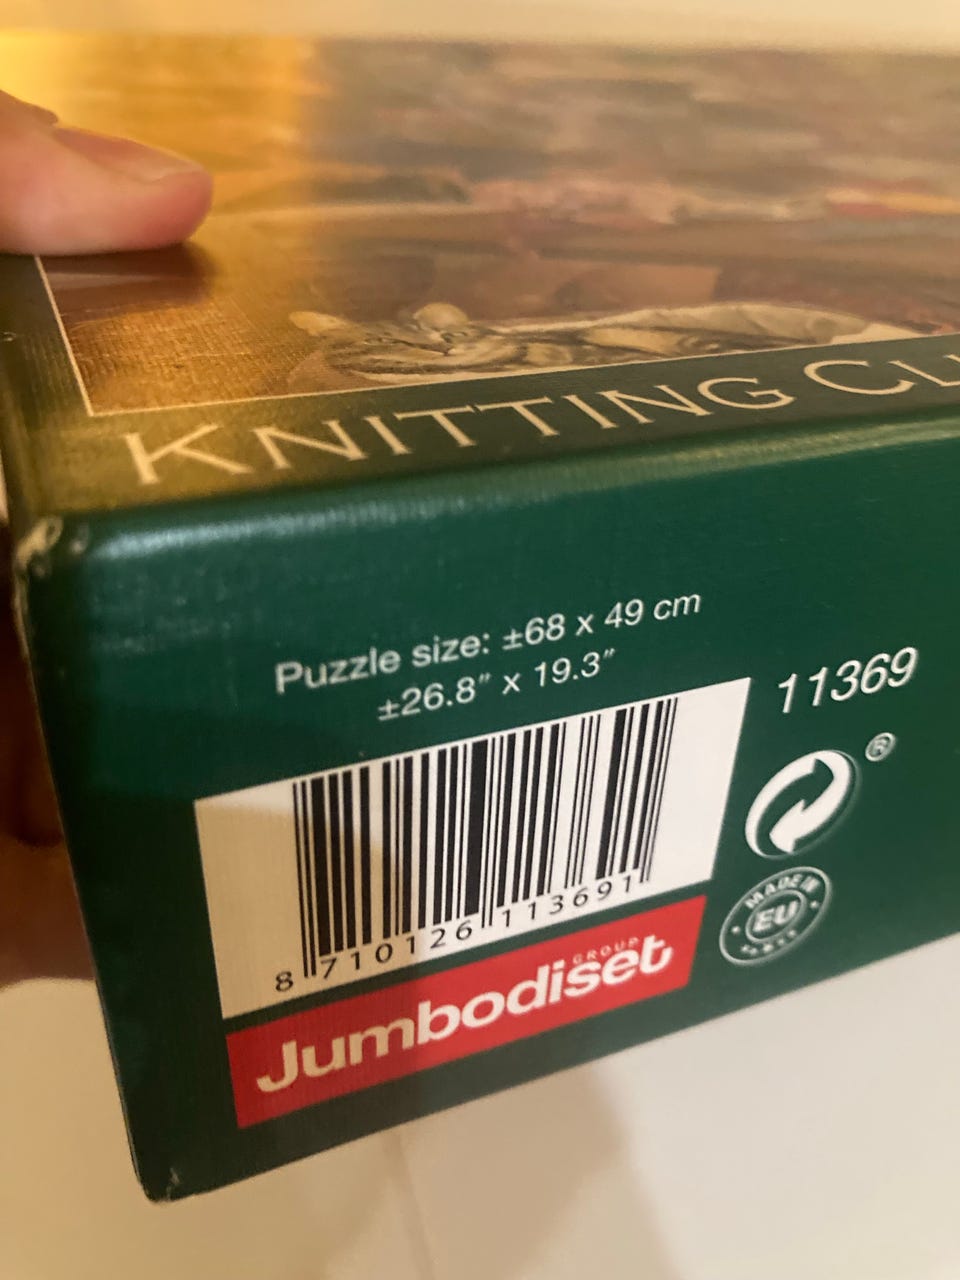 KNITTING CL
Puzzle size: ±68 x 49 cm
±26.8" x 19.3"
11369
®
MADE IN
EU
8 710126 113691
GROUP
Jumbodiset